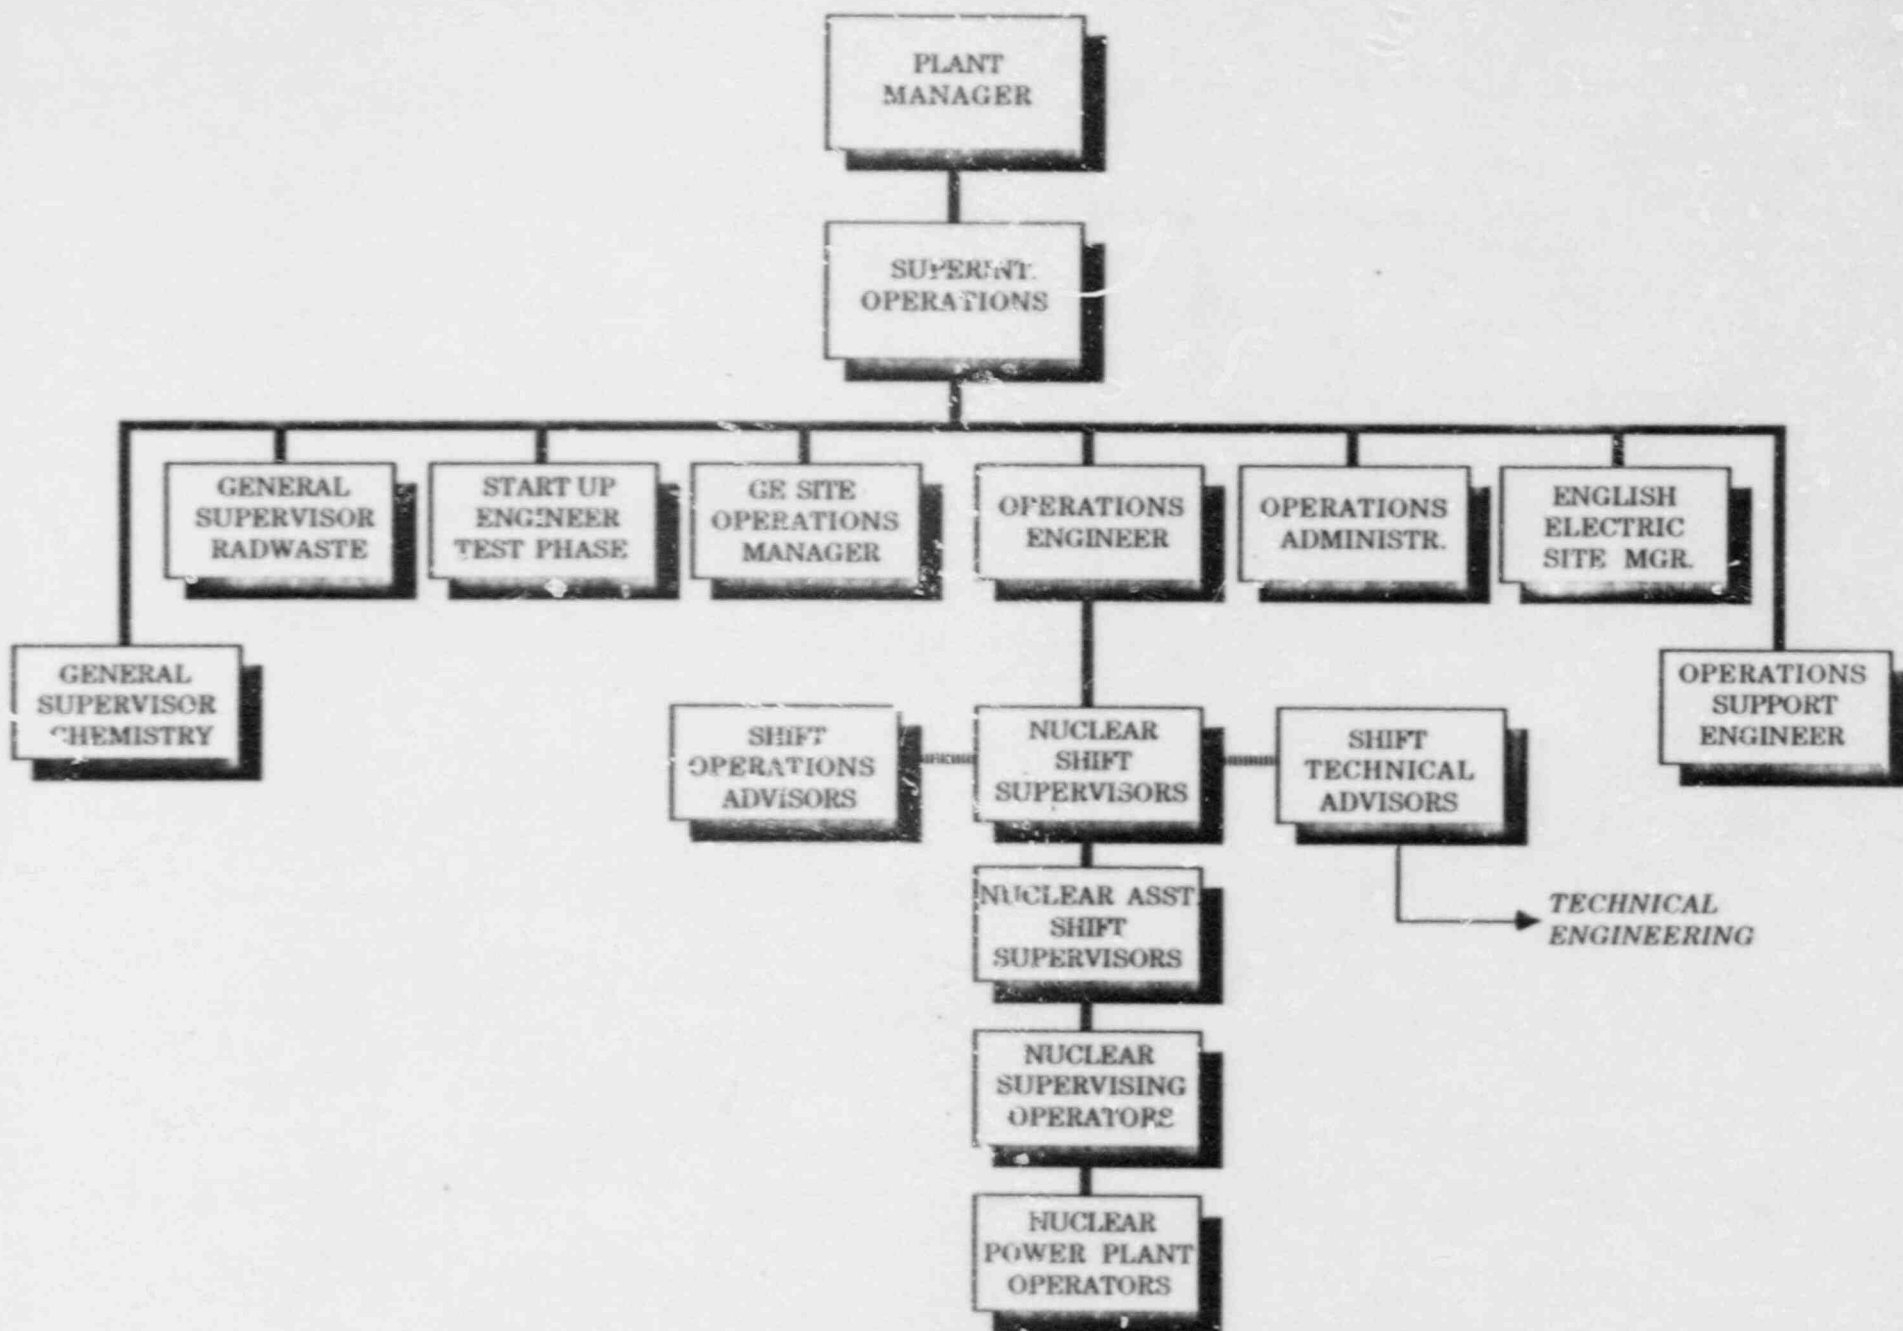 PLANT
MANAGER
SUPERINT.
OPERATIONS
GENERAL
SUPERVISOR
RADWASTE
START UP
ENGINEER
TEST PHASE
GE SITE
OPERATIONS
MANAGER
OPERATIONS
ENGINEER
OPERATIONS
ADMINISTR.
ENGLISH
ELECTRIC
SITE MGR.
GENERAL
SUPERVISOR
CHEMISTRY
OPERATIONS
SUPPORT
ENGINEER
SHIFT
OPERATIONS
ADVISORS
NUCLEAR
SHIFT
SUPERVISORS
SHIFT
TECHNICAL
ADVISORS
NUCLEAR ASST.
SHIFT
SUPERVISORS
TECHNICAL
ENGINEERING
NUCLEAR
SUPERVISING
OPERATORS
NUCLEAR
POWER PLANT
OPERATORS